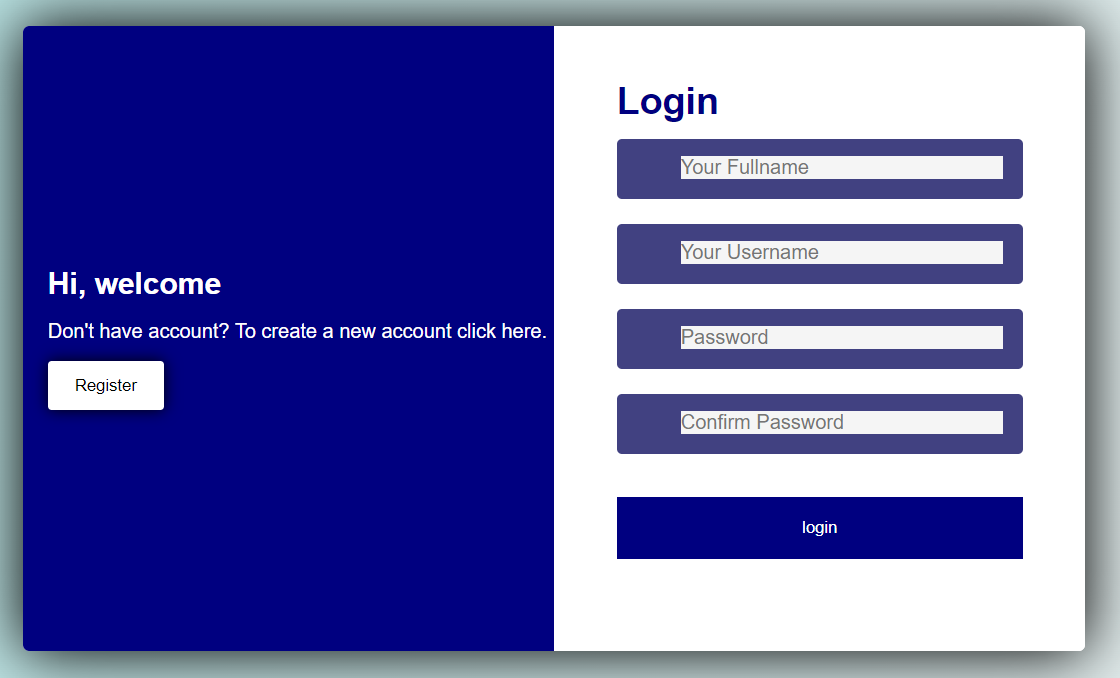 Hi, welcome
Don't have account? To create a new account click here.
Register
Login
Your Fullname
Your Username
Password
Confirm Password
login